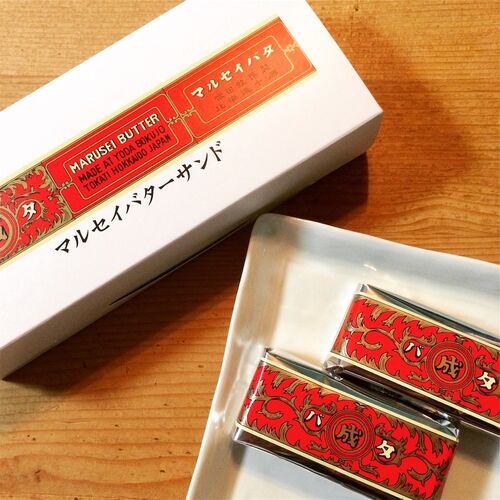 マルセイバタ
MARUSEI BUTTER
MADE AT YODA BOKUJO
TOKATI HOKKAIDO JAPAN
タ
マルセイバターサンド
バ成タ
バ成タ